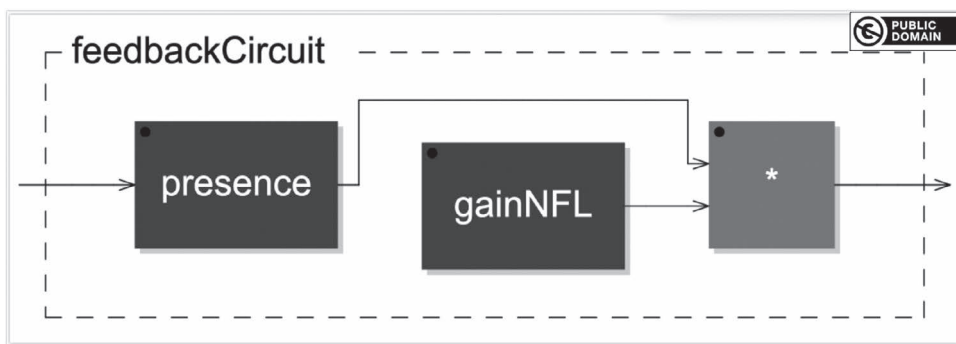 PUBLIC
DOMAIN
feedbackCircuit
presence
gainNFL
*